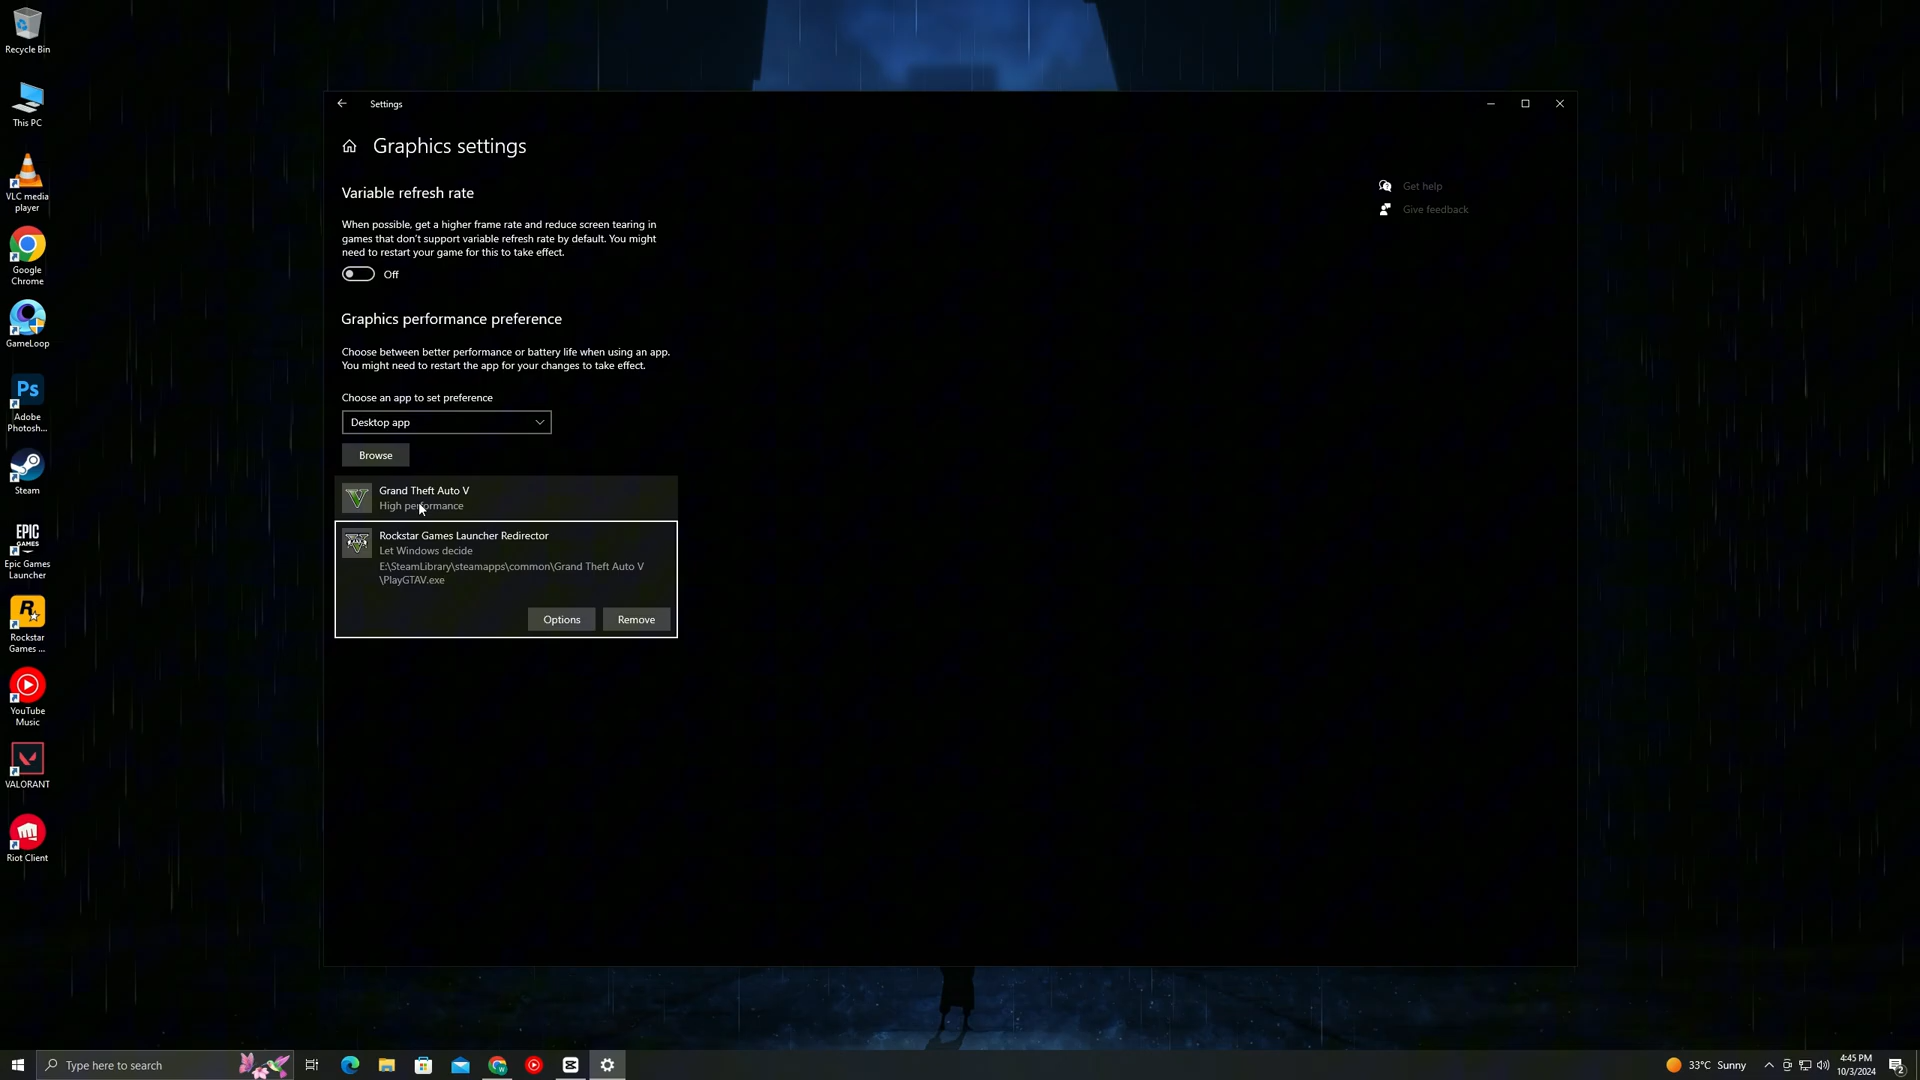 Recycle Bin
This PC
VLC media
player
Google
Chrome
GameLoop
Ps
Adobe
Photosh...
Steam
EPIC
GAMES
Epic Games
Launcher
Rockstar
Games ...
YouTube
Music
VALORANT
Riot Client
Settings
Graphics settings
Variable refresh rate
When possible, get a higher frame rate and reduce screen tearing in
games that don't support variable refresh rate by default. You might
need to restart your game for this to take effect.
Off
Graphics performance preference
Choose between better performance or battery life when using an app.
You might need to restart the app for your changes to take effect.
Choose an app to set preference
Desktop app
Browse
Grand Theft Auto V
High performance
Rockstar Games Launcher Redirector
Let Windows decide
E:\SteamLibrary\steamapps\common\Grand Theft Auto V
\PlayGTAV.exe
Options
Remove
Get help
Give feedback
Type here to search
33°C Sunny
4:45 PM
10/3/2024
2